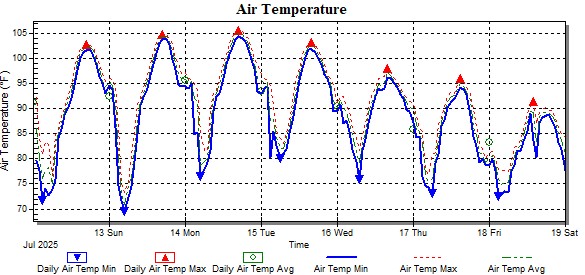 Air Temperature
105
100
95
90
85
80
75
70
Air Temperature (°F)
13 Sun 14 Mon 15 Tue 16 Wed 17 Thu 18 Fri 19 Sat
Jul 2025 Time
Daily Air Temp Min Daily Air Temp Max Daily Air Temp Avg Air Temp Min Air Temp Max Air Temp Avg